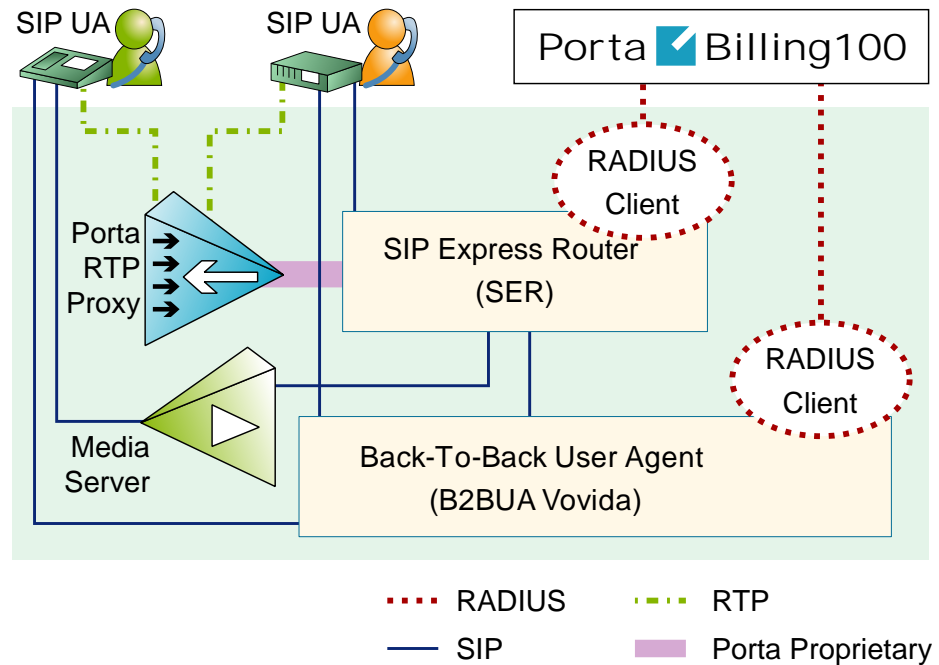 SIP UA
SIP UA
Porta Billing100
RADIUS
Client
Porta
RTP
Proxy
SIP Express Router
(SER)
RADIUS
Client
Media
Server
Back-To-Back User Agent
(B2BUA Vovida)
RADIUS
RTP
SIP
Porta Proprietary